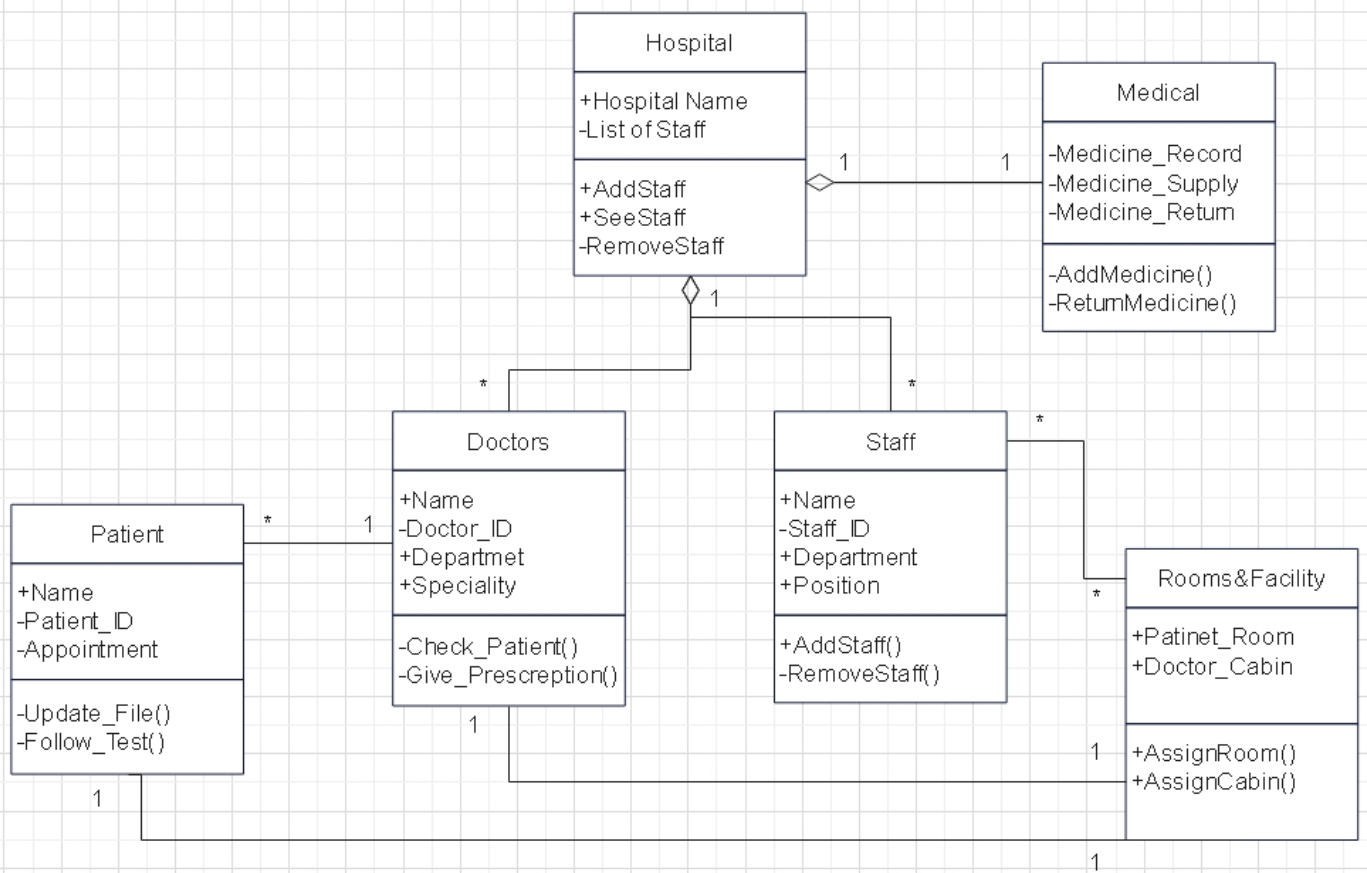 Hospital
+Hospital Name
-List of Staff
+AddStaff
+SeeStaff
-RemoveStaff
1
1
Medical
-Medicine_Record
-Medicine_Supply
-Medicine_Return
-AddMedicine()
-ReturnMedicine()
1
*
*
Doctors
+Name
-Doctor_ID
+Departmet
+Speciality
-Check_Patient()
-Give_Prescreption()
Staff
+Name
-Staff_ID
+Department
+Position
+AddStaff()
-RemoveStaff()
*
*
*
1
Patient
+Name
-Patient_ID
-Appointment
-Update_File()
-Follow_Test()
Rooms&Facility
+Patinet_Room
+Doctor_Cabin
+AssignRoom()
+AssignCabin()
1
1
1
1